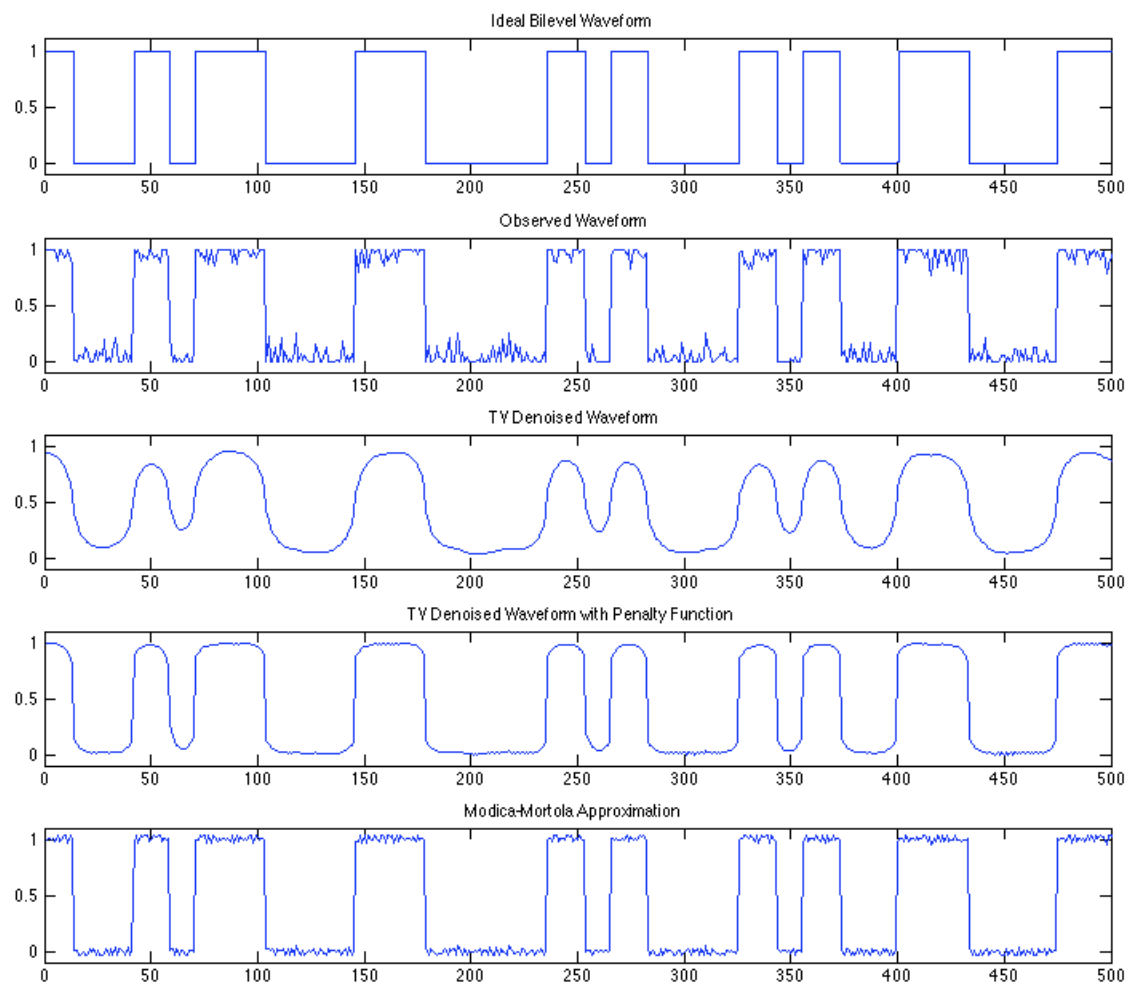 Ideal Bilevel Waveform
1
0.5
0
0 50 100 150 200 250 300 350 400 450 500
Observed Waveform
1
0.5
0
0 50 100 150 200 250 300 350 400 450 500
TV Denoised Waveform
1
0.5
0
0 50 100 150 200 250 300 350 400 450 500
TV Denoised Waveform with Penalty Function
1
0.5
0
0 50 100 150 200 250 300 350 400 450 500
Modica-Mortola Approximation
1
0.5
0
0 50 100 150 200 250 300 350 400 450 500